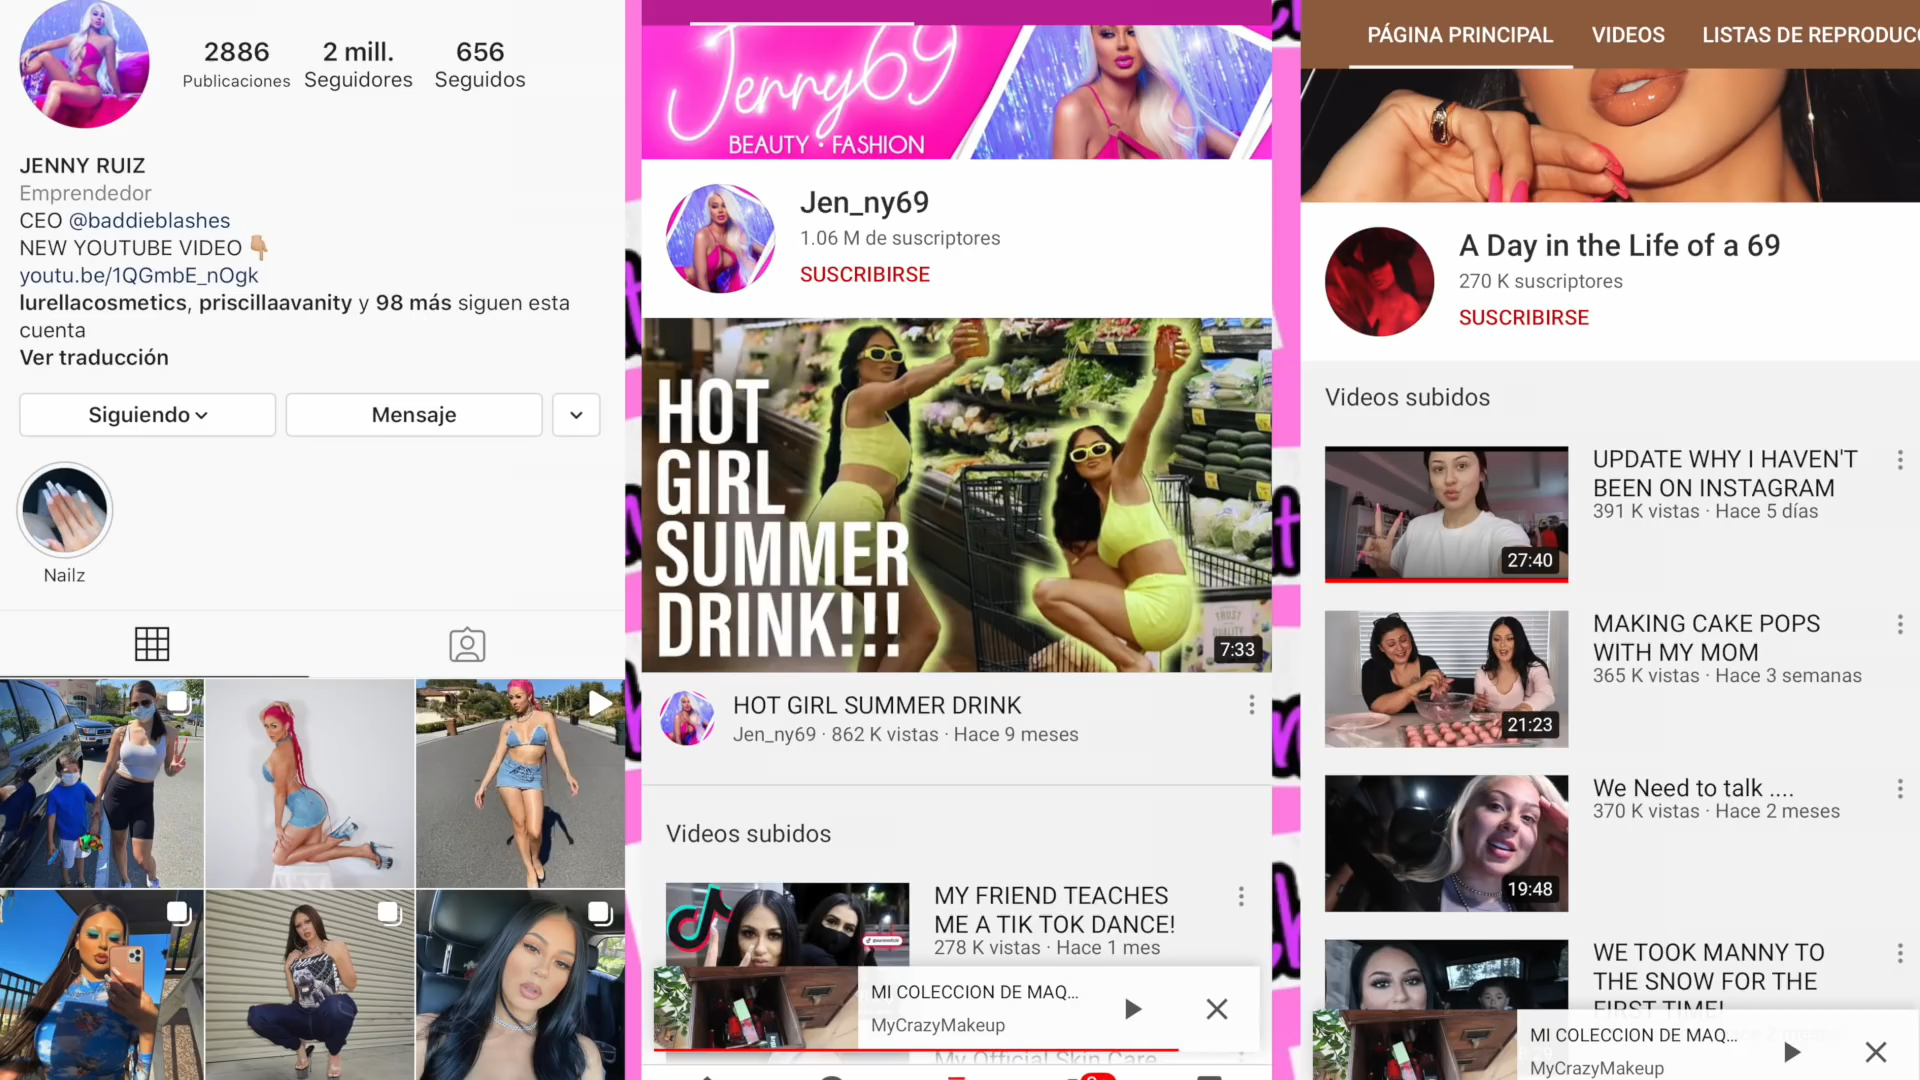 2886
Publicaciones
2 mill.
Seguidores
656
Seguidos
JENNY RUIZ
Emprendedor
CEO @baddieblashes
NEW YOUTUBE VIDEO👇🏼
youtu.be/1QGmbE_nOgk
lurellacosmetics, priscillaavanity y 98 más siguen esta
cuenta
Ver traducción
Siguiendo
Mensaje
Nailz
Jenny69
BEAUTY • FASHION
Jen_ny69
1.06 M de suscriptores
SUSCRIBIRSE
HOT
GIRL
SUMMER
DRINK!!!
7:33
HOT GIRL SUMMER DRINK
Jen_ny69 · 862 K vistas · Hace 9 meses
Videos subidos
MY FRIEND TEACHES
ME A TIK TOK DANCE!
278 K vistas · Hace 1 mes
MI COLECCION DE MAQ...
MyCrazyMakeup
My Official Skin Care
PÁGINA PRINCIPAL
VIDEOS
LISTAS DE REPRODUC
A Day in the Life of a 69
270 K suscriptores
SUSCRIBIRSE
Videos subidos
27:40
UPDATE WHY I HAVEN'T
BEEN ON INSTAGRAM
391 K vistas · Hace 5 días
21:23
MAKING CAKE POPS
WITH MY MOM
365 K vistas · Hace 3 semanas
19:48
We Need to talk ....
370 K vistas · Hace 2 meses
WE TOOK MANNY TO
THE SNOW FOR THE
FIRST TIME!
MI COLECCION DE MAQ...
MyCrazyMakeup